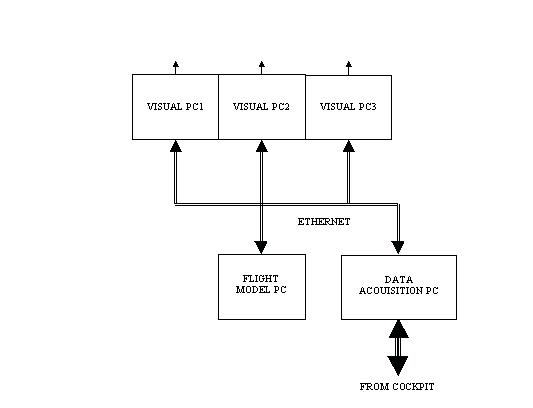 VISUAL PC1
VISUAL PC2
VISUAL PC3
ETHERNET
FLIGHT
MODEL PC
DATA
ACQUISITION PC
FROM COCKPIT